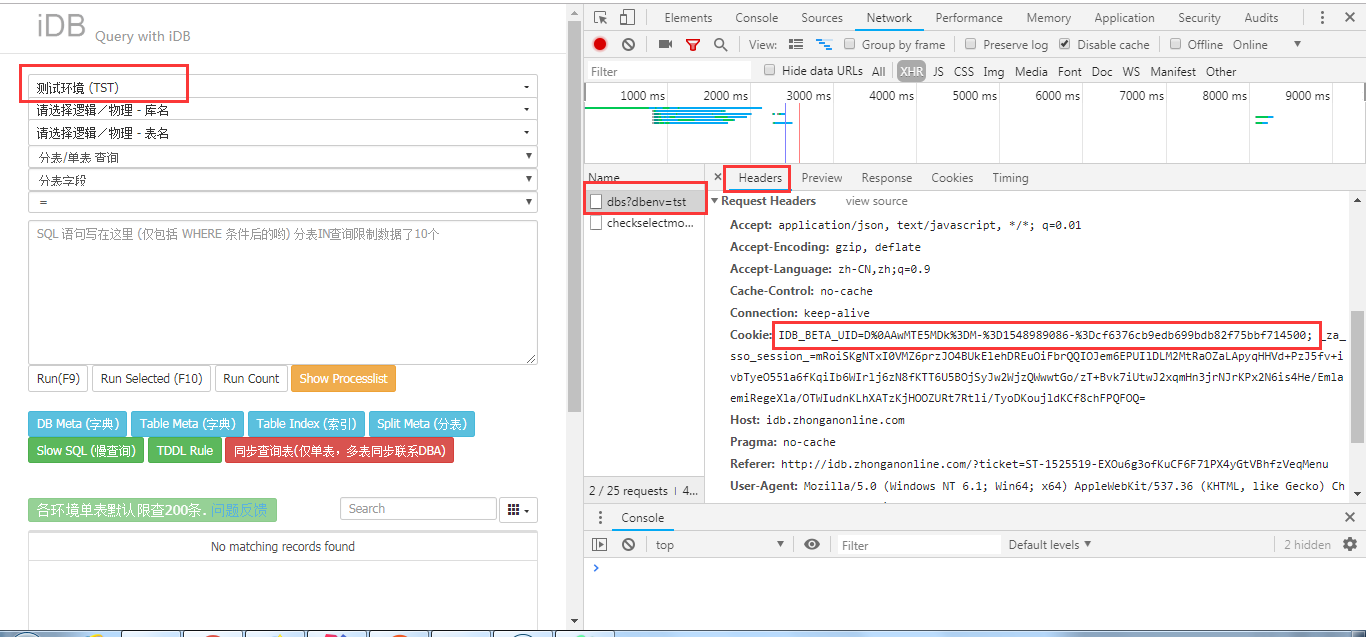 iDB Query with iDB
测试环境 (TST)
请选择逻辑／物理 - 库名
请选择逻辑／物理 - 表名
分表/单表 查询
分表字段
=
SQL 语句写在这里 (仅包括 WHERE 条件后的哟) 分表IN查询限制数据了10个
Run(F9) Run Selected (F10) Run Count Show Processlist
DB Meta (字典) Table Meta (字典) Table Index (索引) Split Meta (分表)
Slow SQL (慢查询) TDDL Rule 同步查询表(仅单表，多表同步联系DBA)
各环境单表默认限查200条. 问题反馈 Search
No matching records found
Elements Console Sources Network Performance Memory Application Security Audits
View: Group by frame Preserve log Disable cache Offline Online
Filter Hide data URLs All XHR JS CSS Img Media Font Doc WS Manifest Other
1000 ms 2000 ms 3000 ms 4000 ms 5000 ms 6000 ms 7000 ms 8000 ms 9000 ms
Name
dbs?dbenv=tst
checkselectmo...
2 / 25 requests 4...
× Headers Preview Response Cookies Timing
Request Headers view source
Accept: application/json, text/javascript, */*; q=0.01
Accept-Encoding: gzip, deflate
Accept-Language: zh-CN,zh;q=0.9
Cache-Control: no-cache
Connection: keep-alive
Cookie: IDB_BETA_UID=D%0AAwMTE5MDk%3DM-%3D1548989086-%3Dcf6376cb9edb699bdb82f75bbf714500; _za_
sso_session_=mRoiSKgNTxI0VMZ6przJO4BUkElehDREuOiFbrQQIOJem6EPUIlDLM2MtRaOZaLApyqHHVd+PzJ5fv+i
vbTyeO551a6fKqiIb6WIrlj6zN8fKTT6U5BOjSyJw2WjzQWwwtGo/zT+Bvk7iUtwJ2xqmHn3jrNJrKPx2N6is4He/Emla
emiRegeXla/OTWIudnKLhXATzKjHOOZURt7Rtli/TyoDKoujldKCf8chFPQFOQ=
Host: idb.zhonganonline.com
Pragma: no-cache
Referer: http://idb.zhonganonline.com/?ticket=ST-1525519-EXOu6g3ofKuCF6F71PX4yGtVBhfzVeqMenu
User-Agent: Mozilla/5.0 (Windows NT 6.1; Win64; x64) AppleWebKit/537.36 (KHTML, like Gecko) Ch
Console
top Filter Default levels 2 hidden